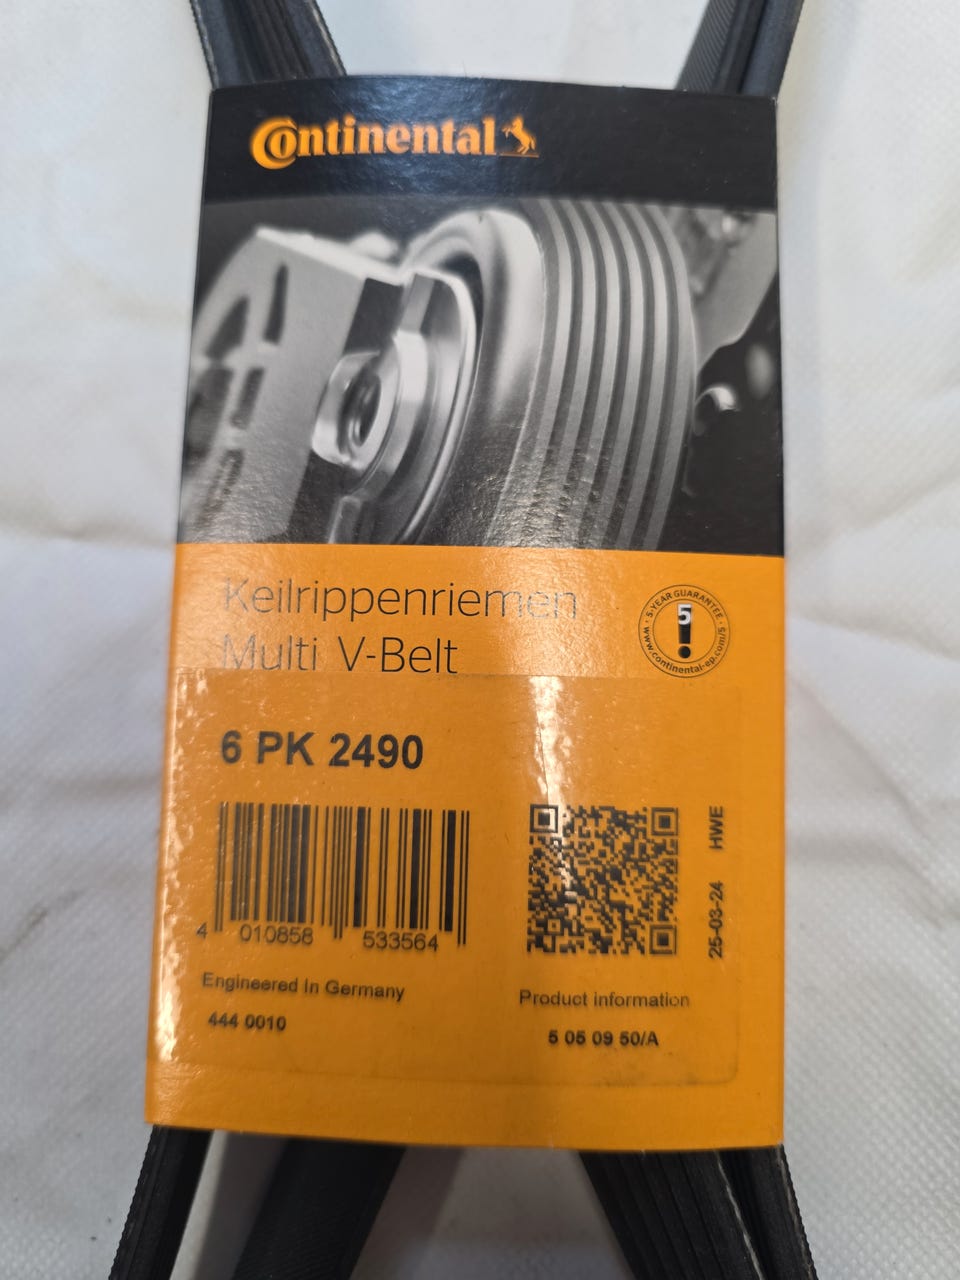 Continental
Keilrippenriemen
Multi V-Belt
· 5-YEAR GUARANTEE ·
5
www.continental-ep.com/5
6 PK 2490
4 010858 533564
25-03-24 HWE
Engineered In Germany
Product information
444 0010
5 05 09 50/A